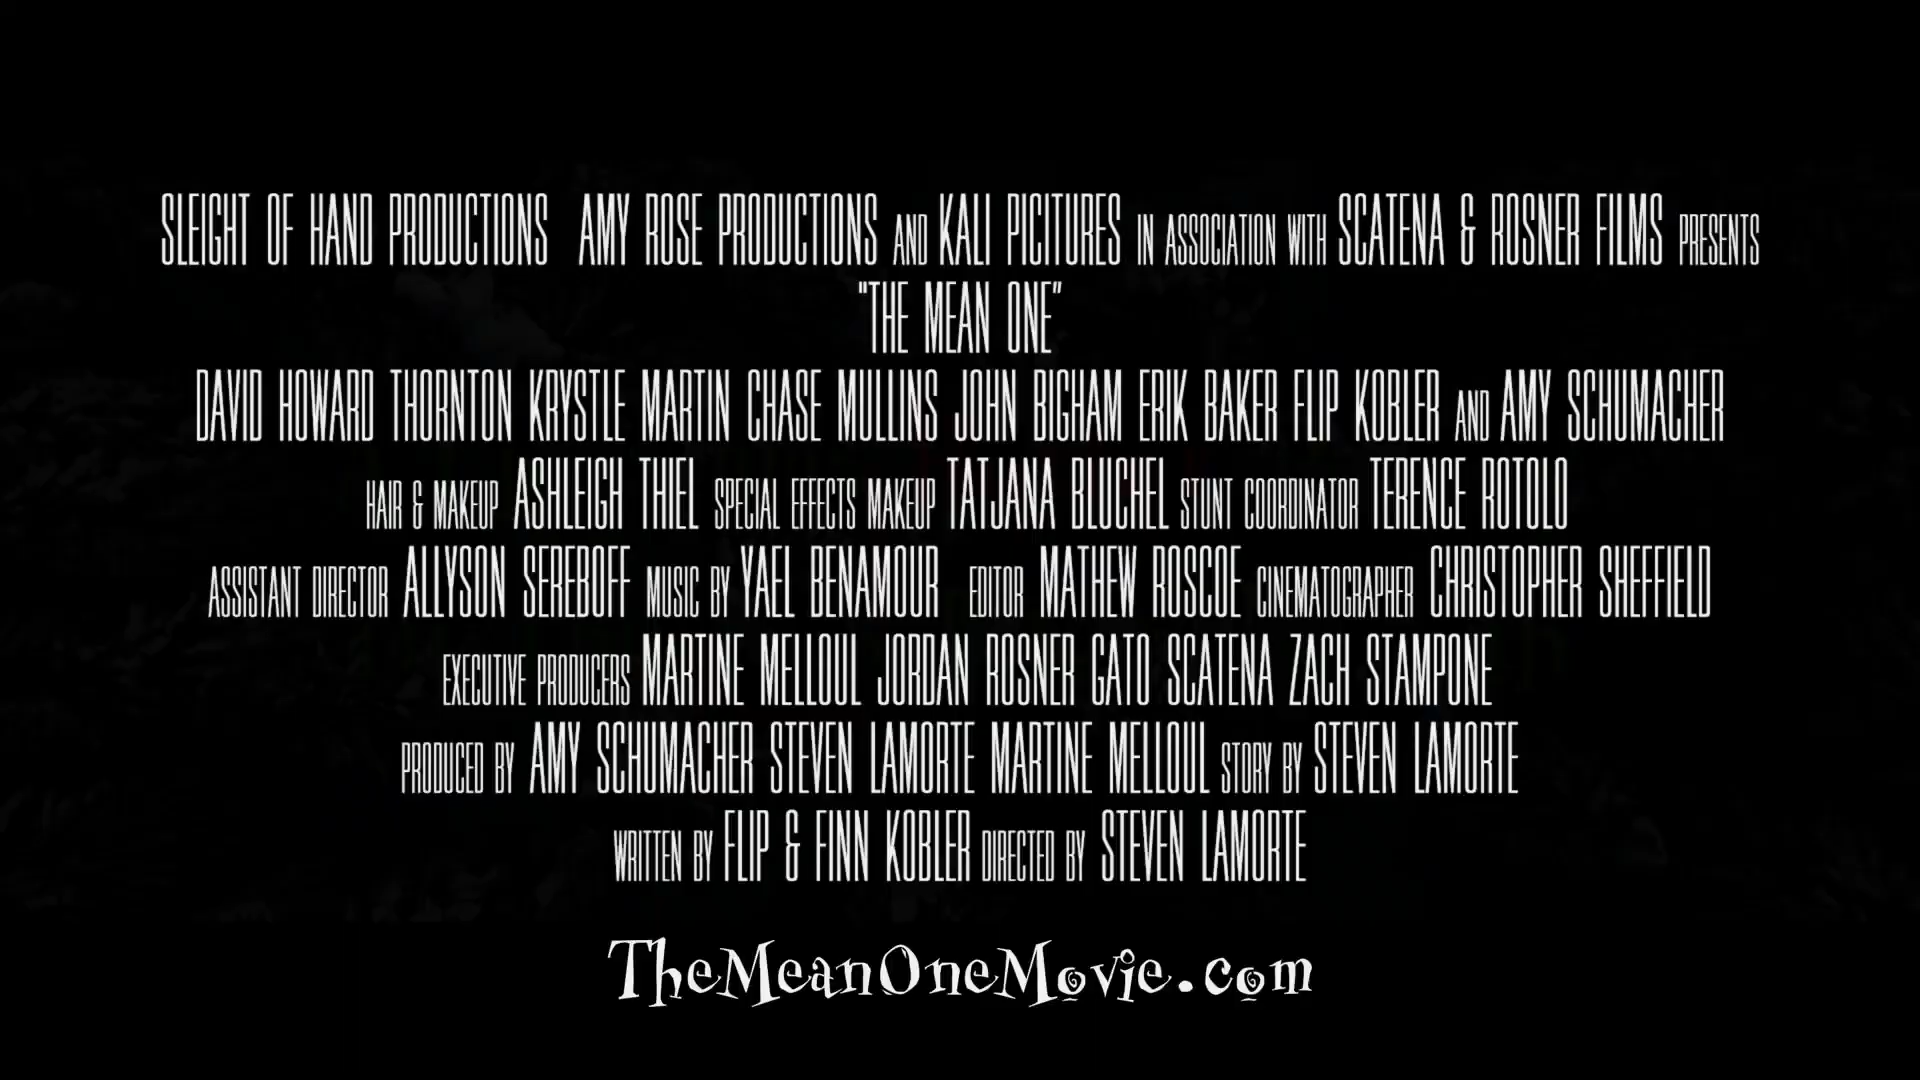 SLEIGHT OF HAND PRODUCTIONS AMY ROSE PRODUCTIONS AND KALI PICITURES IN ASSOCIATION WITH SCATENA & ROSNER FILMS PRESENTS
"THE MEAN ONE"
DAVID HOWARD THORNTON KRYSTLE MARTIN CHASE MULLINS JOHN BIGHAM ERIK BAKER FLIP KOBLER AND AMY SCHUMACHER
HAIR & MAKEUP ASHLEIGH THIEL SPECIAL EFFECTS MAKEUP TATJANA BLUCHEL STUNT COORDINATOR TERENCE ROTOLO
ASSISTANT DIRECTOR ALLYSON SEREBOFF MUSIC BY YAEL BENAMOUR EDITOR MATHEW ROSCOE CINEMATOGRAPHER CHRISTOPHER SHEFFIELD
EXECUTIVE PRODUCERS MARTINE MELLOUL JORDAN ROSNER GATO SCATENA ZACH STAMPONE
PRODUCED BY AMY SCHUMACHER STEVEN LAMORTE MARTINE MELLOUL STORY BY STEVEN LAMORTE
WRITTEN BY FLIP & FINN KOBLER DIRECTED BY STEVEN LAMORTE
TheMeanOneMovie.com